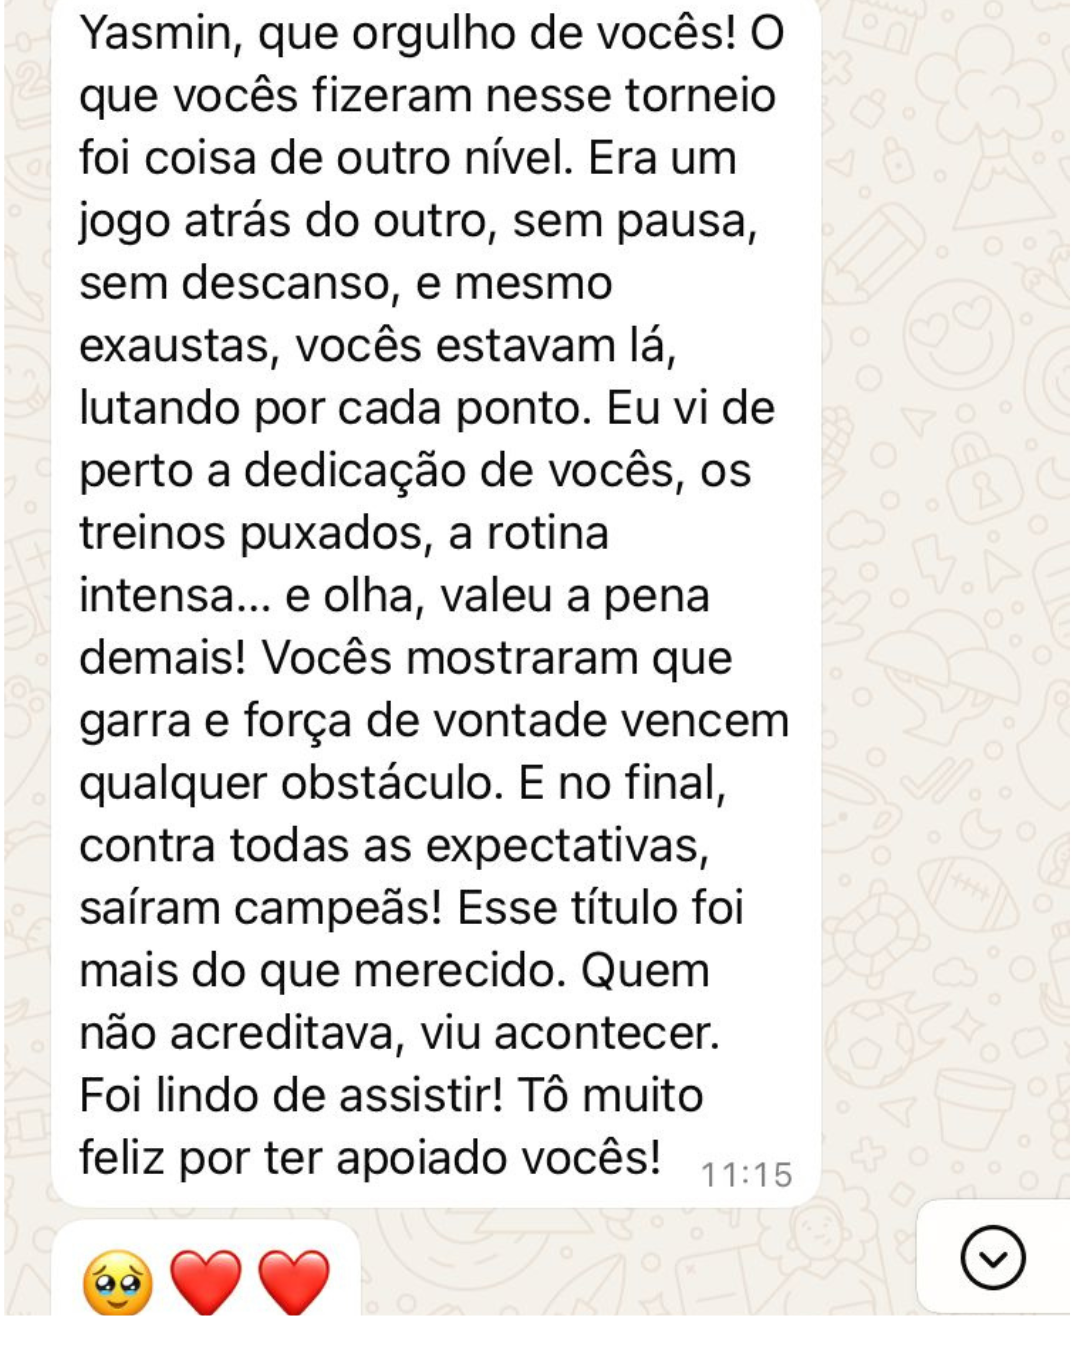 Yasmin, que orgulho de vocês! O
que vocês fizeram nesse torneio
foi coisa de outro nível. Era um
jogo atrás do outro, sem pausa,
sem descanso, e mesmo
exaustas, vocês estavam lá,
lutando por cada ponto. Eu vi de
perto a dedicação de vocês, os
treinos puxados, a rotina
intensa... e olha, valeu a pena
demais! Vocês mostraram que
garra e força de vontade vencem
qualquer obstáculo. E no final,
contra todas as expectativas,
saíram campeãs! Esse título foi
mais do que merecido. Quem
não acreditava, viu acontecer.
Foi lindo de assistir! Tô muito
feliz por ter apoiado vocês!
11:15
🥹❤️❤️